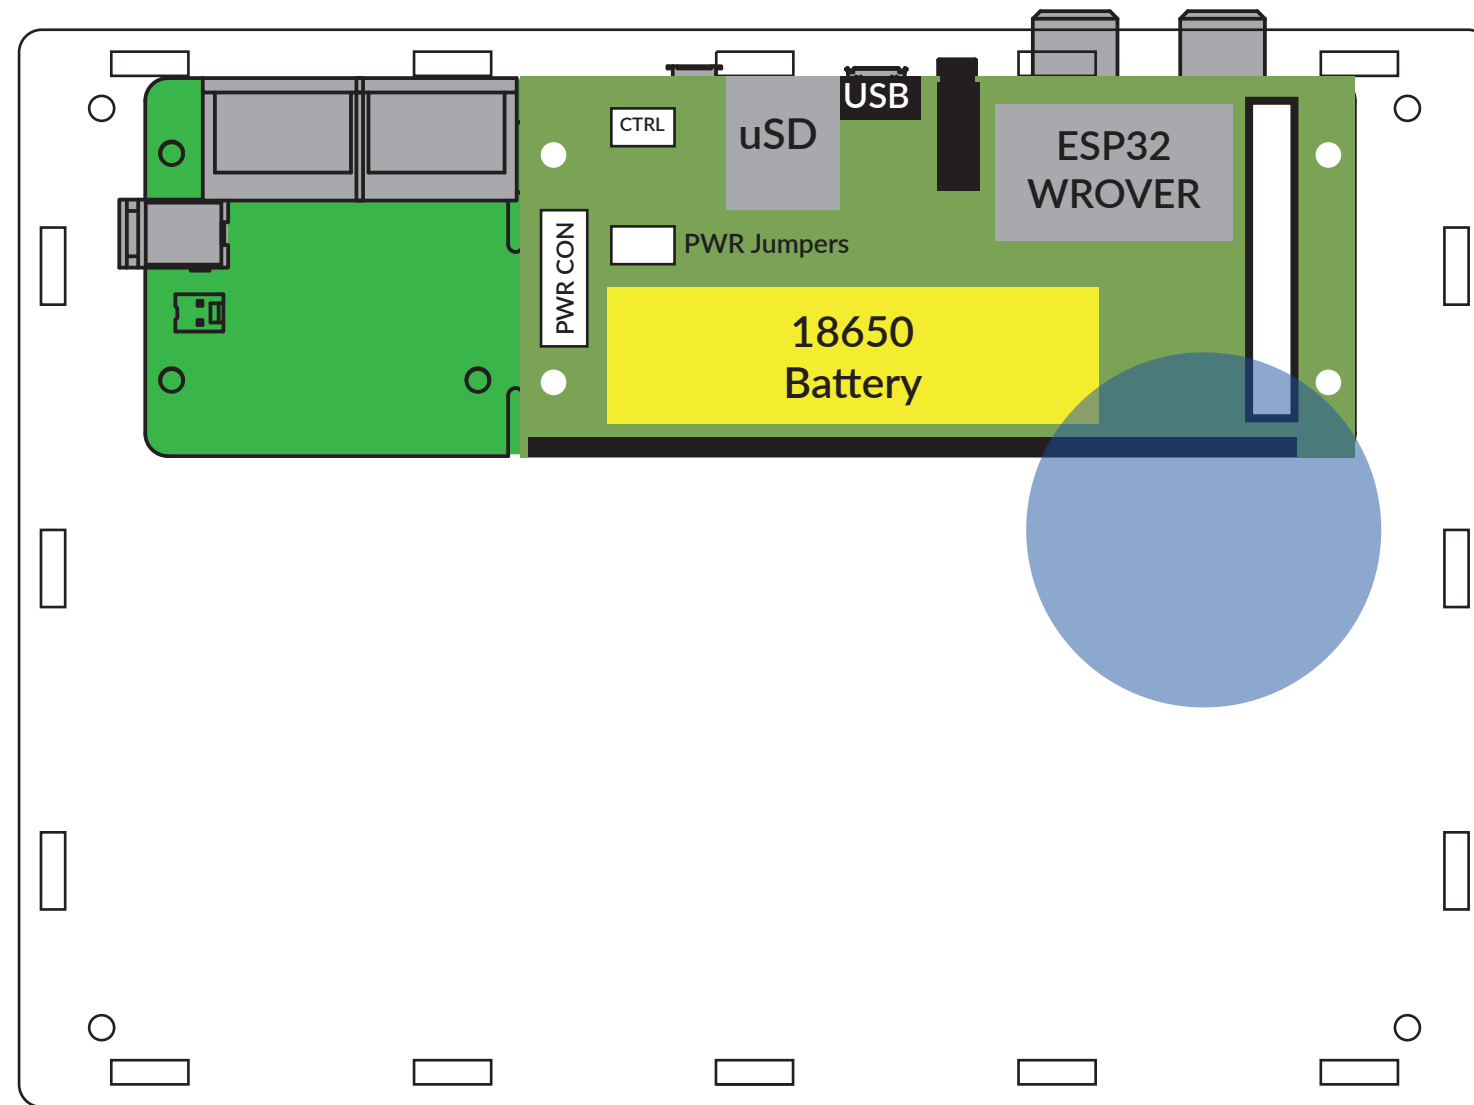 CTRL
uSD
USB
ESP32
WROVER
PWR CON
PWR Jumpers
18650
Battery